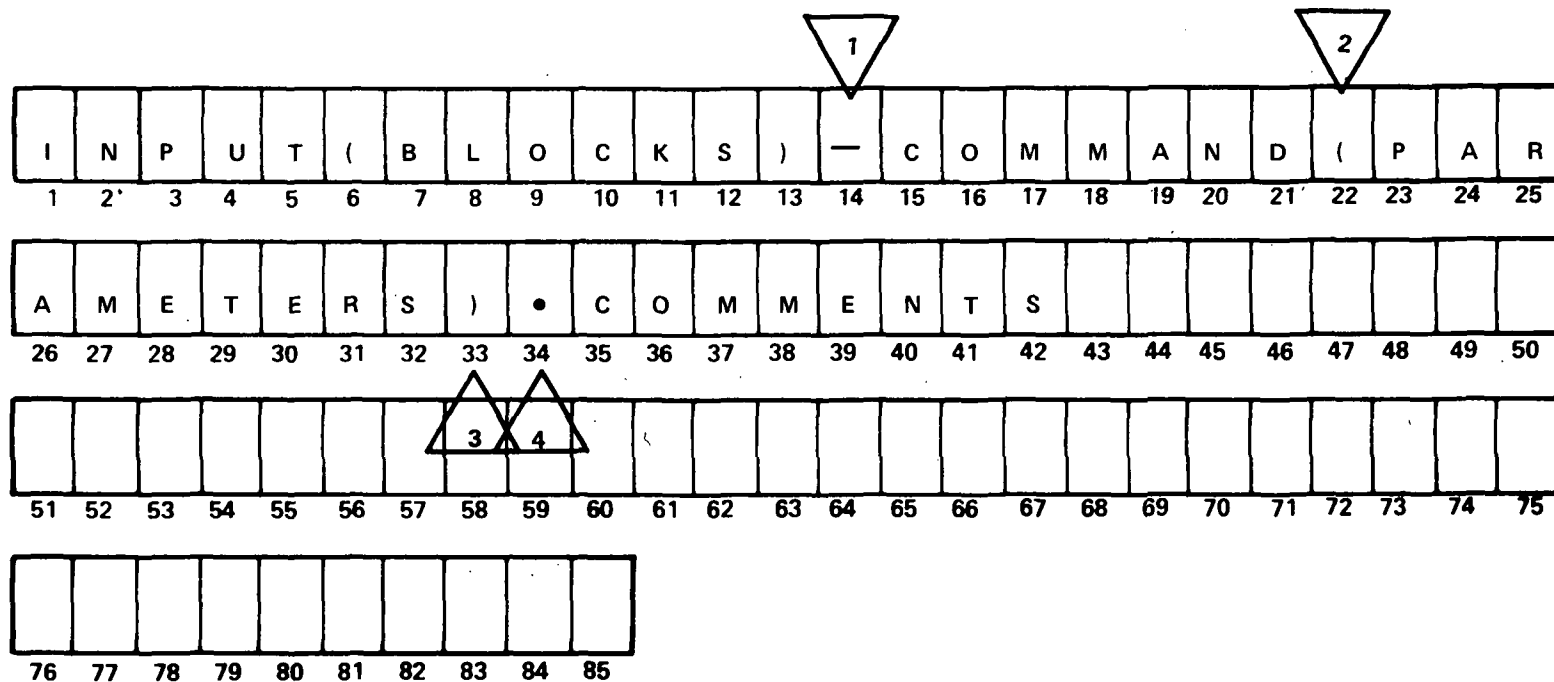 1 2
I N P U T ( B L O C K S ) — C O M M A N D ( P A R
1 2 3 4 5 6 7 8 9 10 11 12 13 14 15 16 17 18 19 20 21 22 23 24 25
A M E T E R S ) • C O M M E N T S
26 27 28 29 30 31 32 33 34 35 36 37 38 39 40 41 42 43 44 45 46 47 48 49 50
3 4
51 52 53 54 55 56 57 58 59 60 61 62 63 64 65 66 67 68 69 70 71 72 73 74 75
76 77 78 79 80 81 82 83 84 85